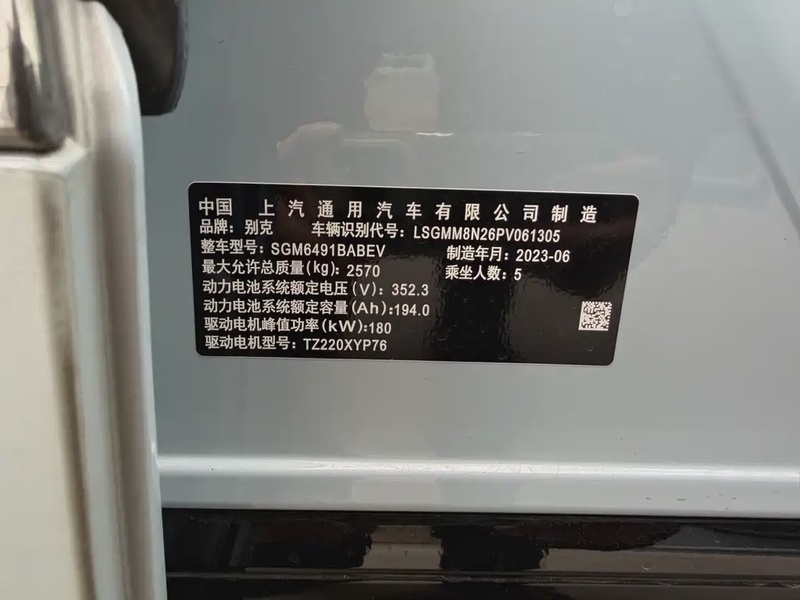 中国 上汽通用汽车有限公司制造
品牌：别克 车辆识别代号：LSGMM8N26PV061305
整车型号：SGM6491BABEV 制造年月：2023-06
最大允许总质量(kg)：2570 乘坐人数：5
动力电池系统额定电压(V)：352.3
动力电池系统额定容量(Ah):194.0
驱动电机峰值功率(kW):180
驱动电机型号：TZ220XYP76